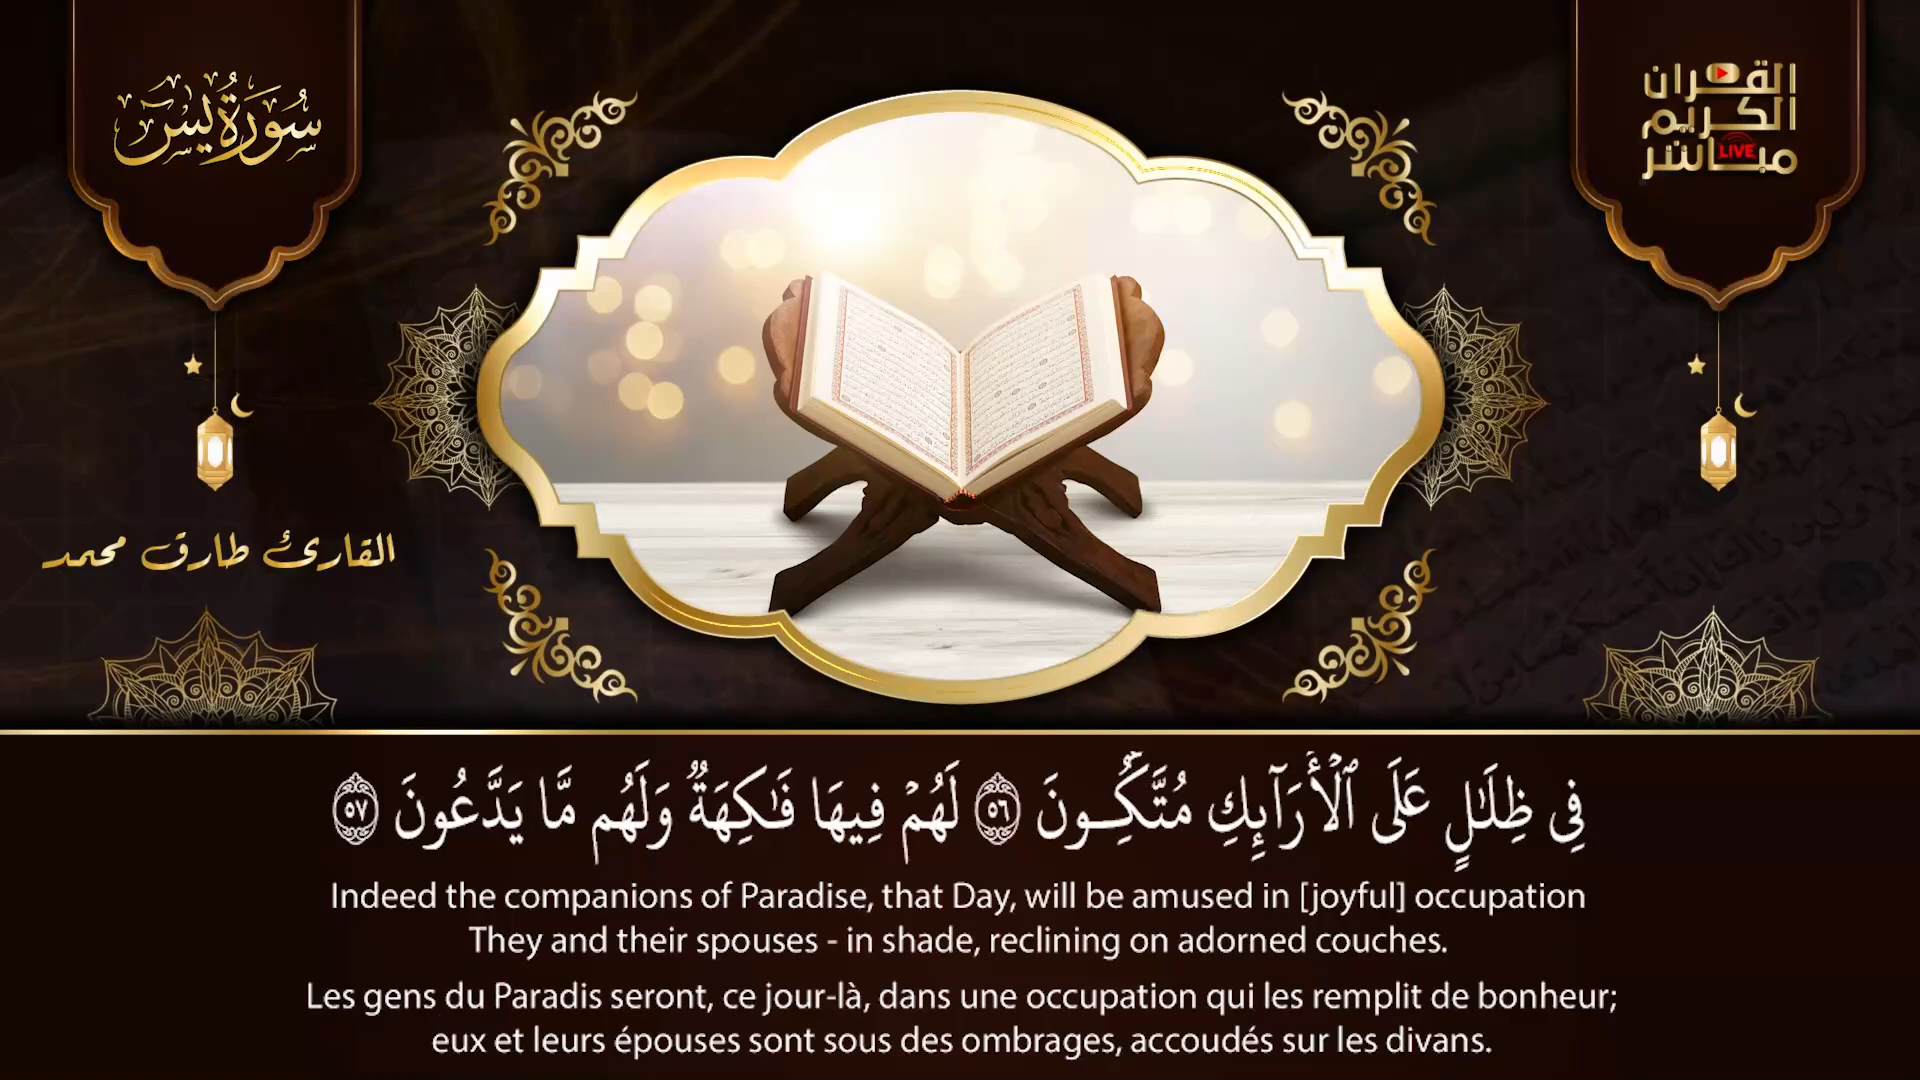 سُورَةُ يسٓ
القرآن
الكريم
مباشر
LIVE
القارئ طارق محمد
فِي ظِلَٰلٍ عَلَى ٱلْأَرَآئِكِ مُتَّكِـُٔونَ ۝٥٦ لَهُمْ فِيهَا فَٰكِهَةٌ وَلَهُم مَّا يَدَّعُونَ ۝٥٧
Indeed the companions of Paradise, that Day, will be amused in [joyful] occupation
They and their spouses - in shade, reclining on adorned couches.
Les gens du Paradis seront, ce jour-là, dans une occupation qui les remplit de bonheur;
eux et leurs épouses sont sous des ombrages, accoudés sur les divans.